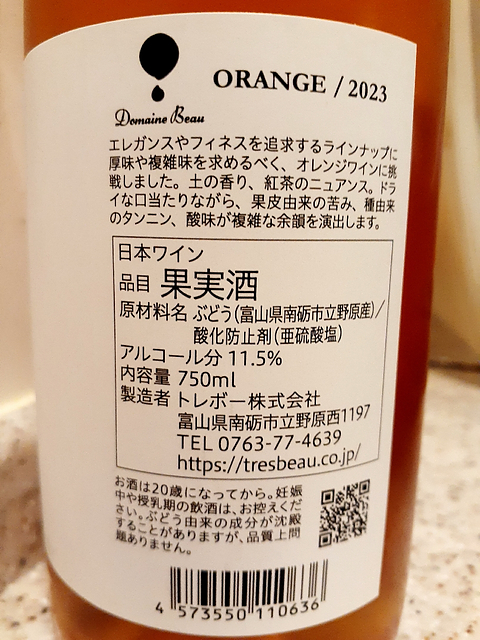 ORANGE / 2023
Domaine Beau
エレガンスやフィネスを追求するラインナップに
厚味や複雑味を求めるべく、オレンジワインに挑
戦しました。土の香り、紅茶のニュアンス。ドラ
イな口当たりながら、果皮由来の苦み、種由来
のタンニン、酸味が複雑な余韻を演出します。
日本ワイン
品目 果実酒
原材料名 ぶどう(富山県南砺市立野原産)/
酸化防止剤(亜硫酸塩)
アルコール分 11.5%
内容量 750ml
製造者 トレボー株式会社
富山県南砺市立野原西1197
TEL 0763-77-4639
https://tresbeau.co.jp/
お酒は20歳になってから。妊娠
中や授乳期の飲酒は、お控えくだ
さい。ぶどう由来の成分が沈殿
することがありますが、品質上問
題ありません。
4 573550 110636